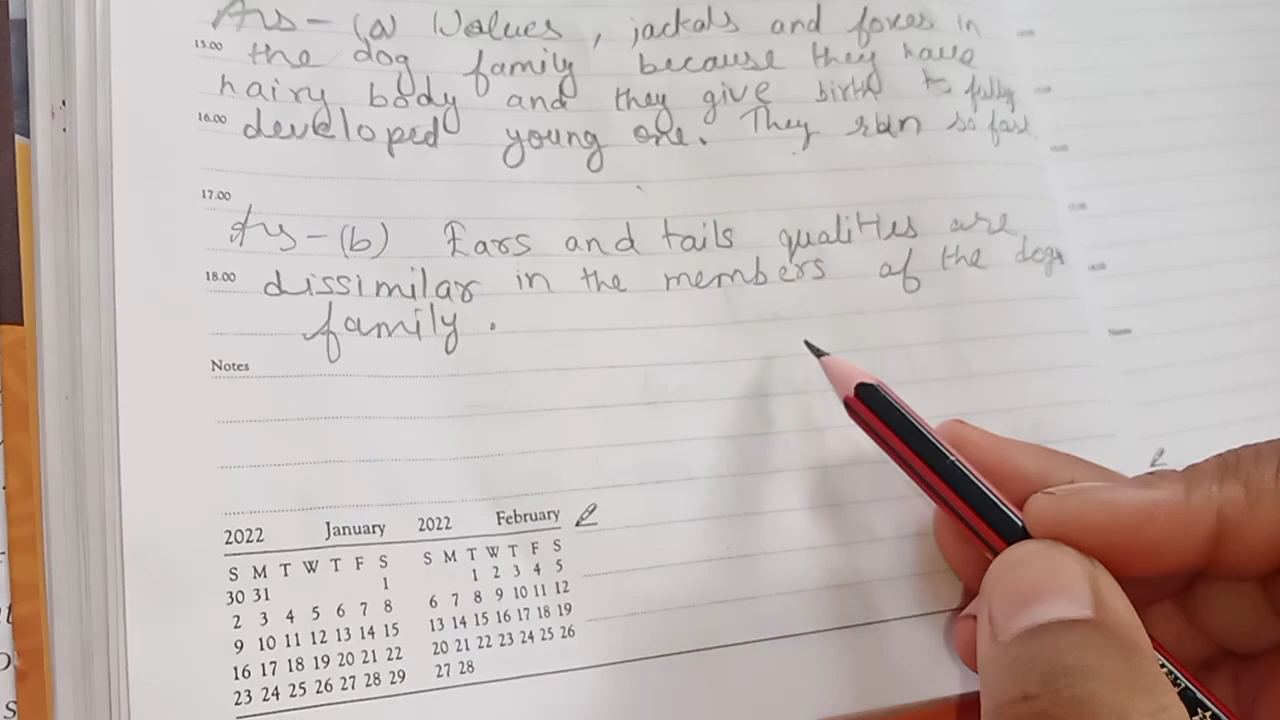 Ans - (a) Wolves, jackals and foxes in
15.00 the dog family because they have
hairy body and they give birth to fully
16.00 developed young one. They run so fast
17.00
Ans - (b) Ears and tails qualities are
18.00 dissimilar in the members of the dogs
family.
Notes
2022 January 2022 February
S M T W T F S S M T W T F S
30 31 1 1 2 3 4 5
2 3 4 5 6 7 8 6 7 8 9 10 11 12
9 10 11 12 13 14 15 13 14 15 16 17 18 19
16 17 18 19 20 21 22 20 21 22 23 24 25 26
23 24 25 26 27 28 29 27 28